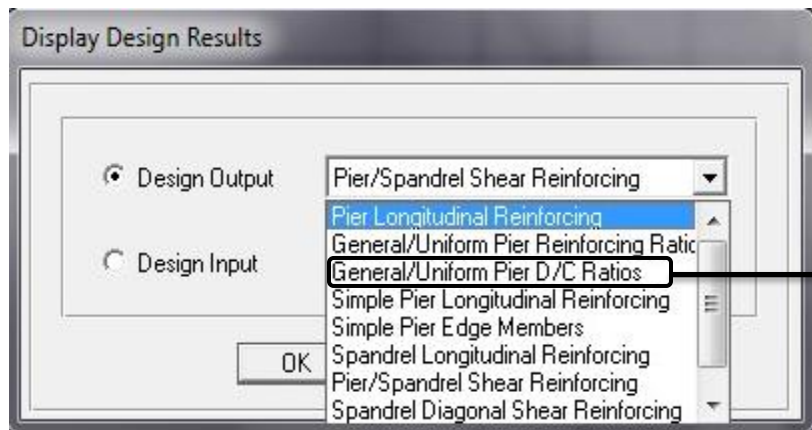 Display Design Results
Design Output
Pier/Spandrel Shear Reinforcing
Pier Longitudinal Reinforcing
General/Uniform Pier Reinforcing Ratic
Design Input
General/Uniform Pier D/C Ratios
Simple Pier Longitudinal Reinforcing
Simple Pier Edge Members
OK
Spandrel Longitudinal Reinforcing
Pier/Spandrel Shear Reinforcing
Spandrel Diagonal Shear Reinforcing